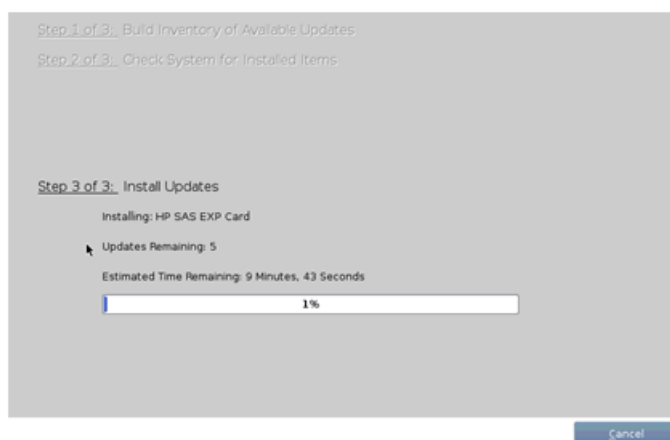 Step 1 of 3: Build Inventory of Available Updates
Step 2 of 3: Check System for Installed Items
Step 3 of 3: Install Updates
Installing: HP SAS EXP Card
Updates Remaining: 5
Estimated Time Remaining: 9 Minutes, 43 Seconds
1%
Cancel